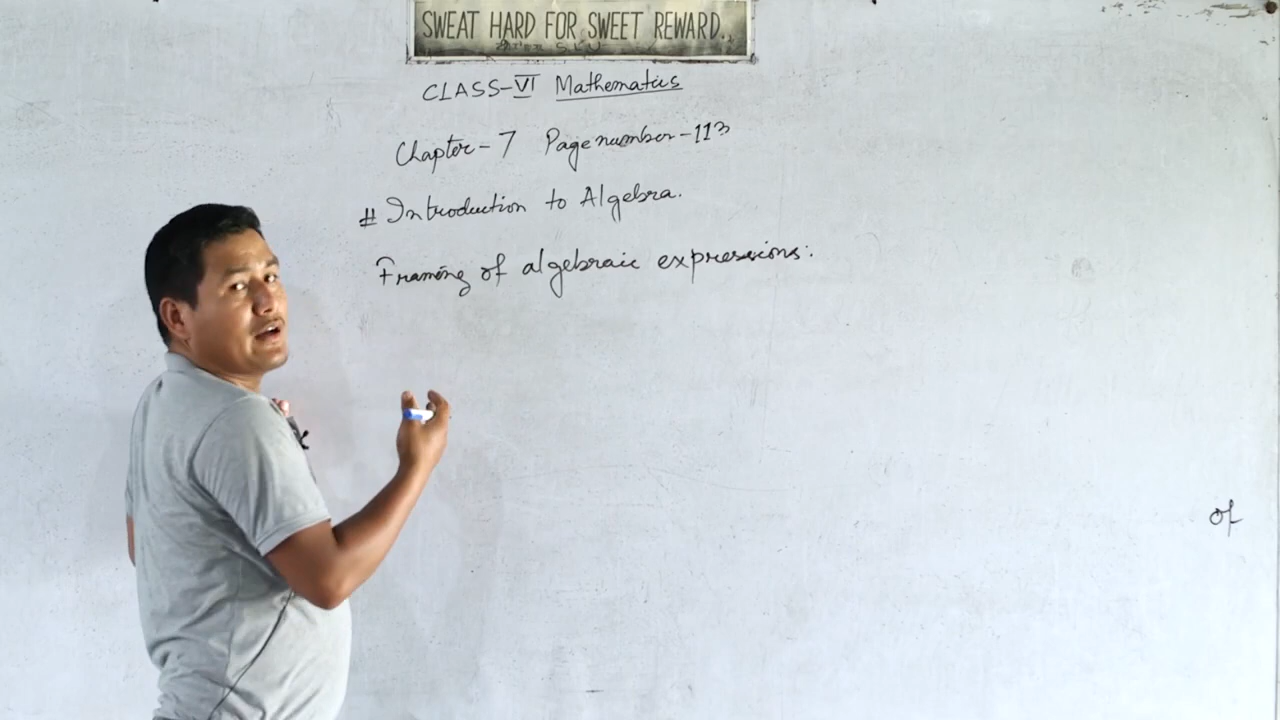 SWEAT HARD FOR SWEET REWARD.
CLASS-VI Mathematics
Chapter-7 Page number-113
# Introduction to Algebra.
Framing of algebraic expressions:
of